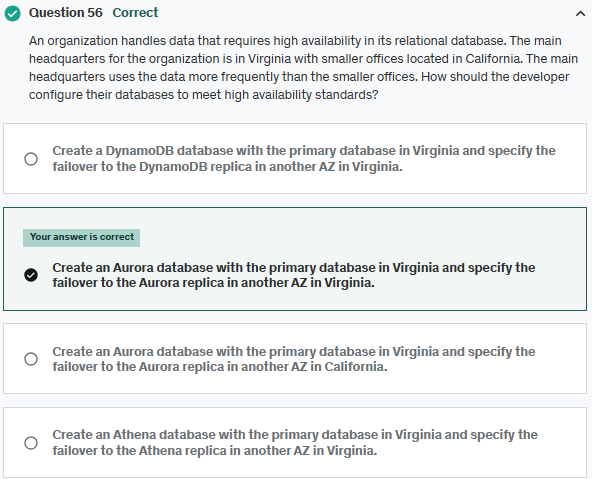 Question 56 Correct
An organization handles data that requires high availability in its relational database. The main
headquarters for the organization is in Virginia with smaller offices located in California. The main
headquarters uses the data more frequently than the smaller offices. How should the developer
configure their databases to meet high availability standards?
Create a DynamoDB database with the primary database in Virginia and specify the
failover to the DynamoDB replica in another AZ in Virginia.
Your answer is correct
Create an Aurora database with the primary database in Virginia and specify the
failover to the Aurora replica in another AZ in Virginia.
Create an Aurora database with the primary database in Virginia and specify the
failover to the Aurora replica in another AZ in California.
Create an Athena database with the primary database in Virginia and specify the
failover to the Athena replica in another AZ in Virginia.